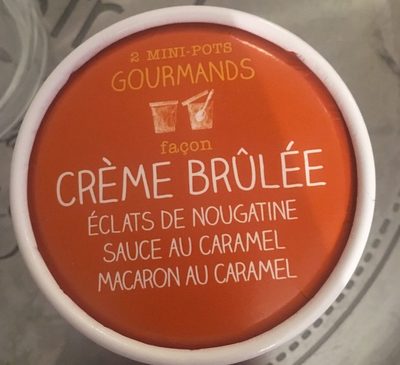 2 MINI-POTS
GOURMANDS
façon
CRÈME BRÛLÉE
ÉCLATS DE NOUGATINE
SAUCE AU CARAMEL
MACARON AU CARAMEL